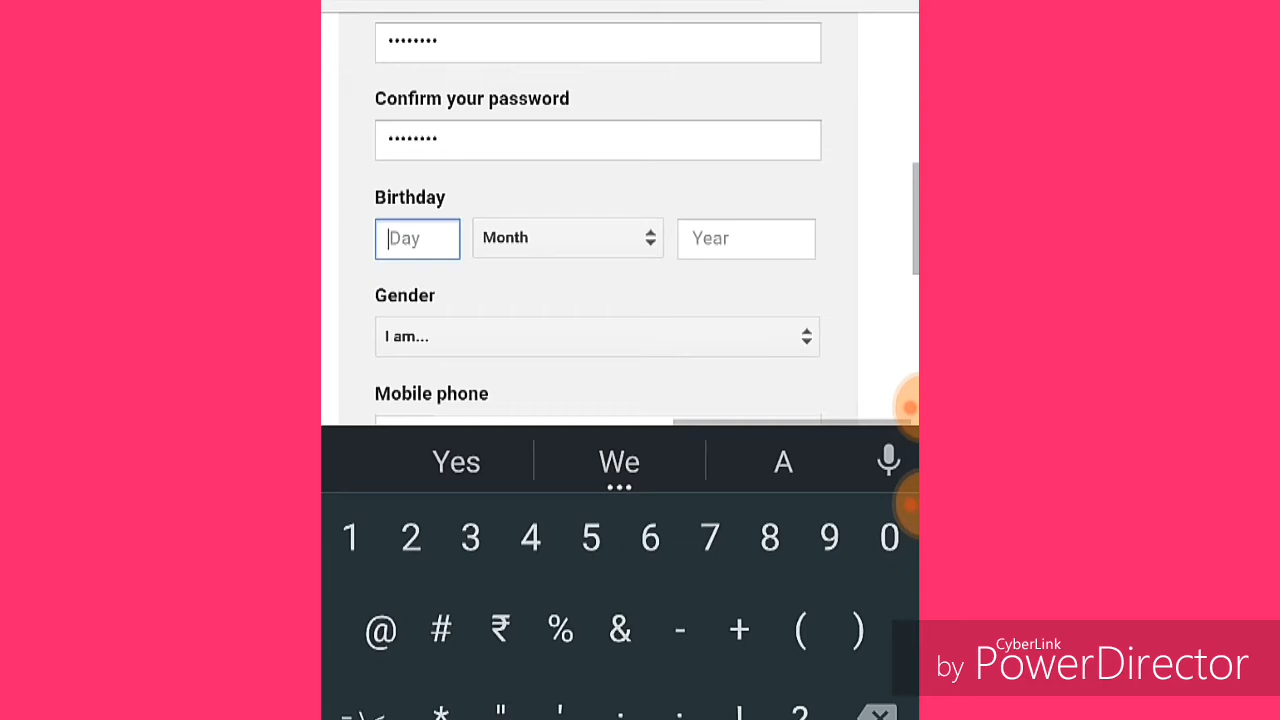 ••••••••
Confirm your password
••••••••
Birthday
Day Month Year
Gender
I am...
Mobile phone
Yes We A
1 2 3 4 5 6 7 8 9 0
@ # ₹ % & - + ( )
CyberLink
by PowerDirector